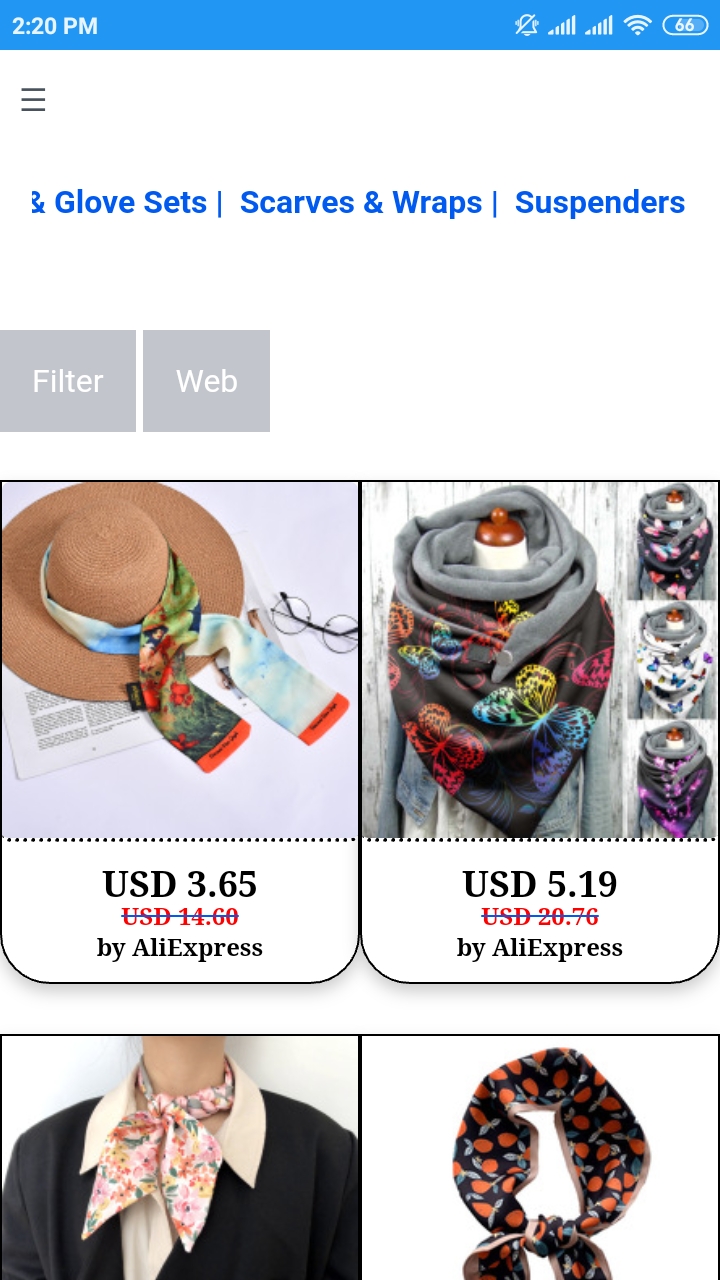 2:20 PM
66
& Glove Sets | Scarves & Wraps | Suspenders
Filter
Web
USD 3.65
USD 14.60
by AliExpress
USD 5.19
USD 20.76
by AliExpress